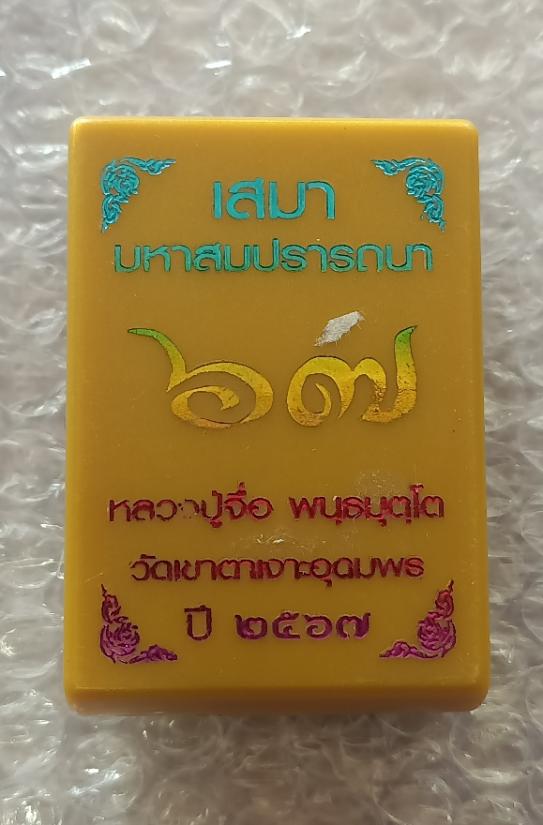 เสมา
มหาสมปรารถนา
๖๗
หลวงปู่จื่อ พนฺธมุตฺโต
วัดเขาตาเงาะอุดมพร
ปี ๒๕๖๗